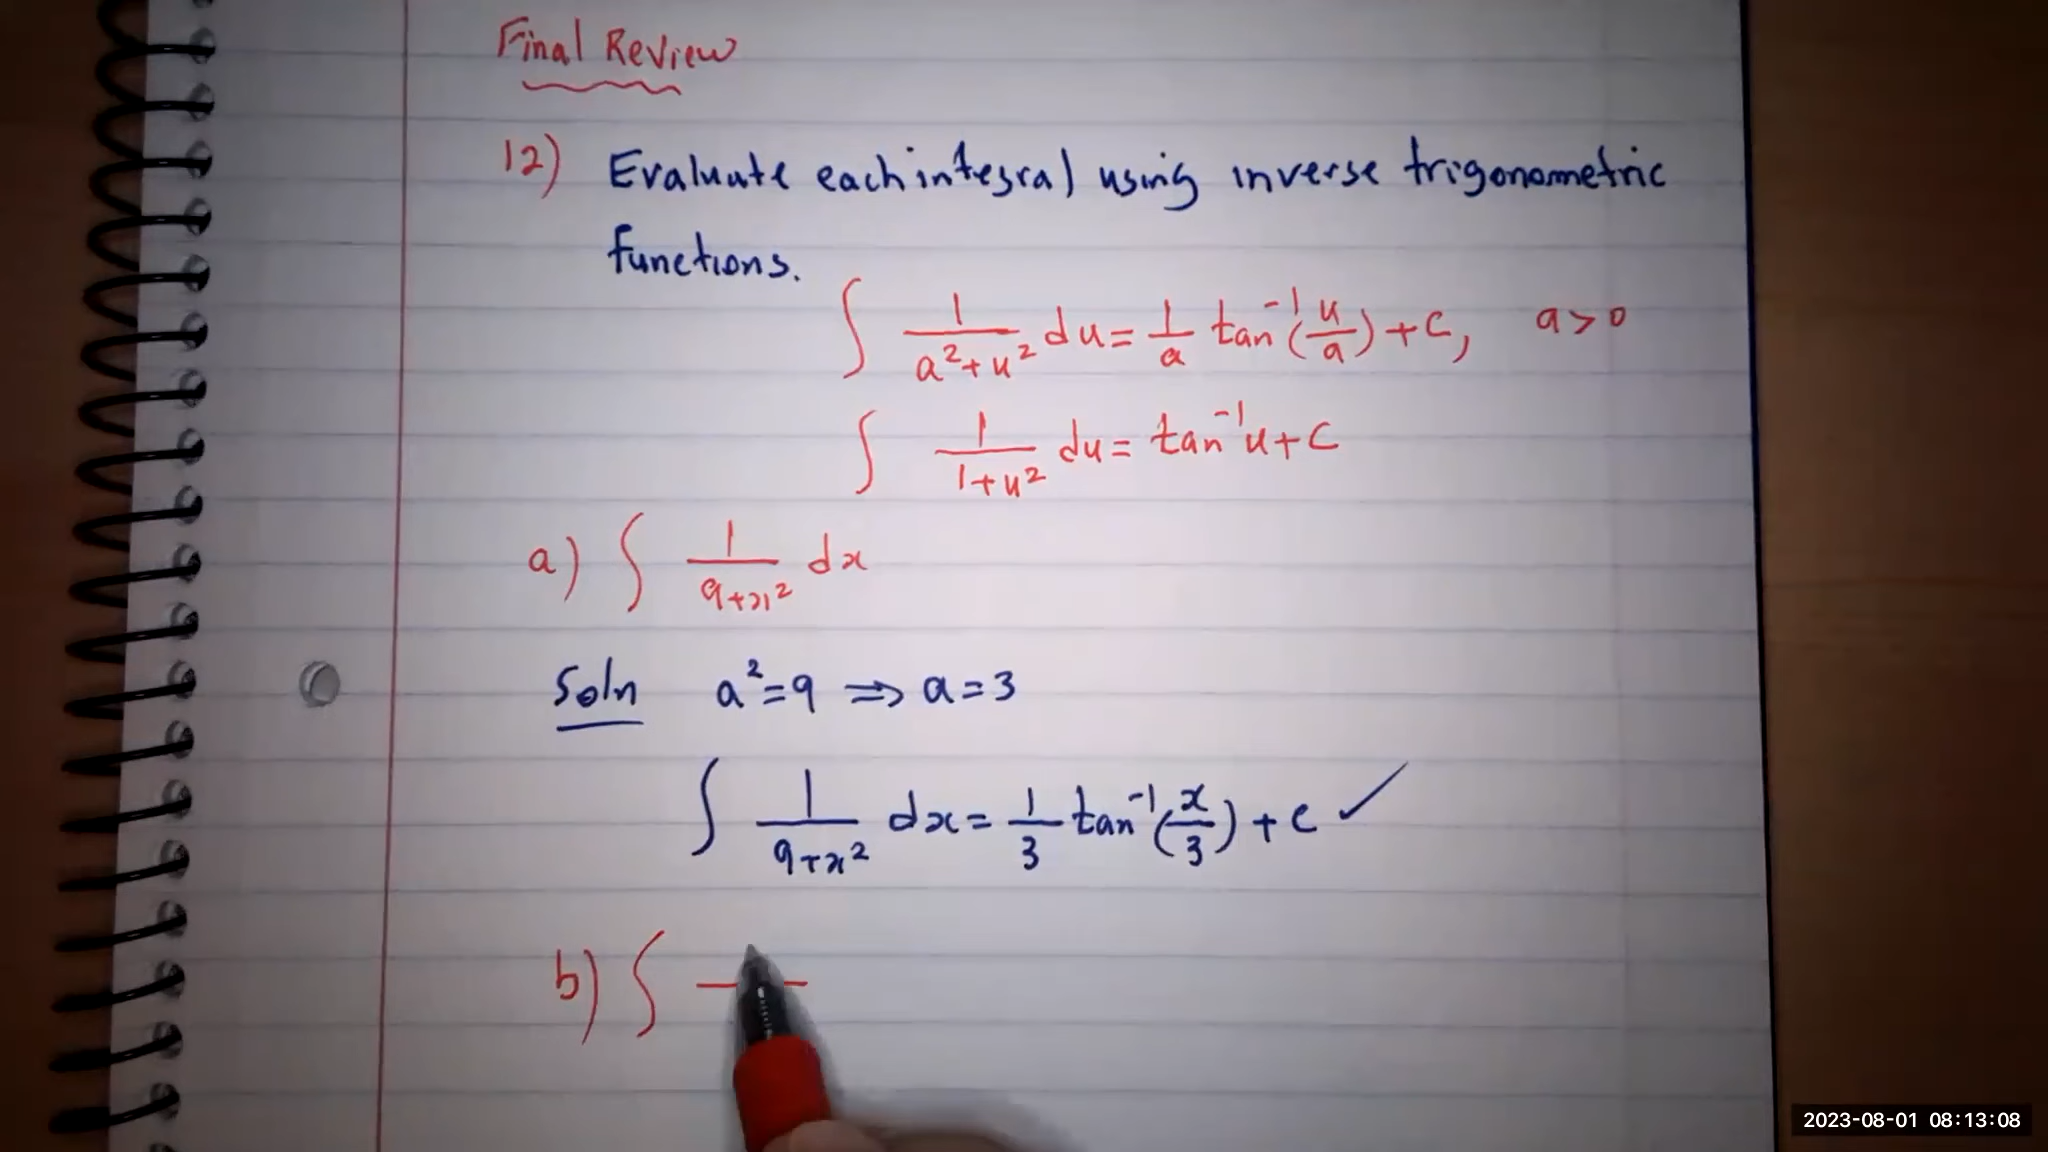 Final Review
12) Evaluate each integral using inverse trigonometric
functions.
∫ 1/(a²+u²) du = 1/a tan⁻¹(u/a) + C, a > 0
∫ 1/(1+u²) du = tan⁻¹u + C
a) ∫ 1/(9+x²) dx
Soln a² = 9 ⇒ a = 3
∫ 1/(9+x²) dx = 1/3 tan⁻¹(x/3) + c ✓
b) ∫ —
2023-08-01 08:13:08